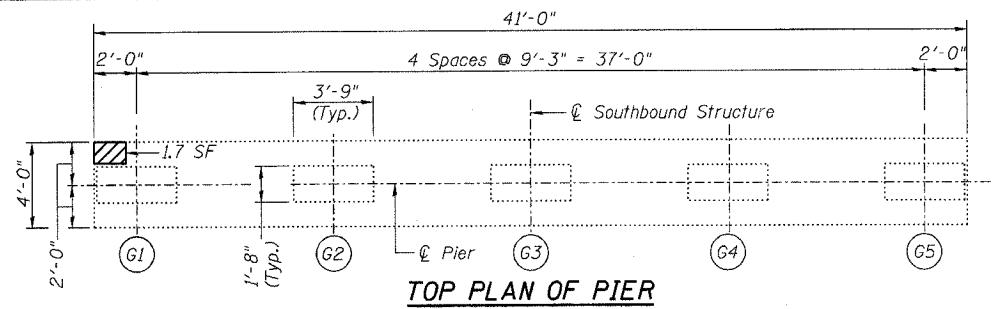 41'-0"
2'-0"
4 Spaces @ 9'-3" = 37'-0"
2'-0"
3'-9"
(Typ.)
℄ Southbound Structure
1.7 SF
4'-0"
2'-0"
1'-8"
(Typ.)
G1
G2
℄ Pier
G3
G4
G5
TOP PLAN OF PIER